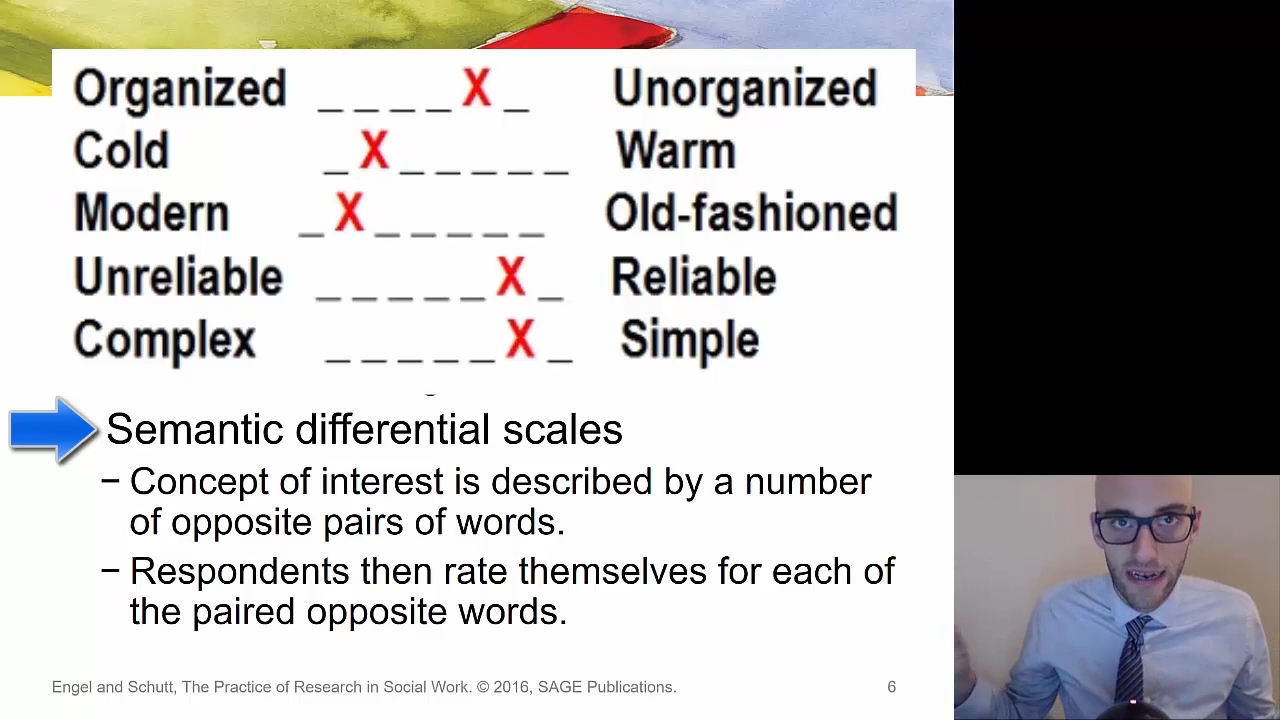 Organized _ _ _ _ X _ Unorganized
Cold _ X _ _ _ _ _ Warm
Modern _ X _ _ _ _ _ Old-fashioned
Unreliable _ _ _ _ _ X _ Reliable
Complex _ _ _ _ _ X _ Simple
Semantic differential scales
− Concept of interest is described by a number
of opposite pairs of words.
− Respondents then rate themselves for each of
the paired opposite words.
Engel and Schutt, The Practice of Research in Social Work. © 2016, SAGE Publications. 6